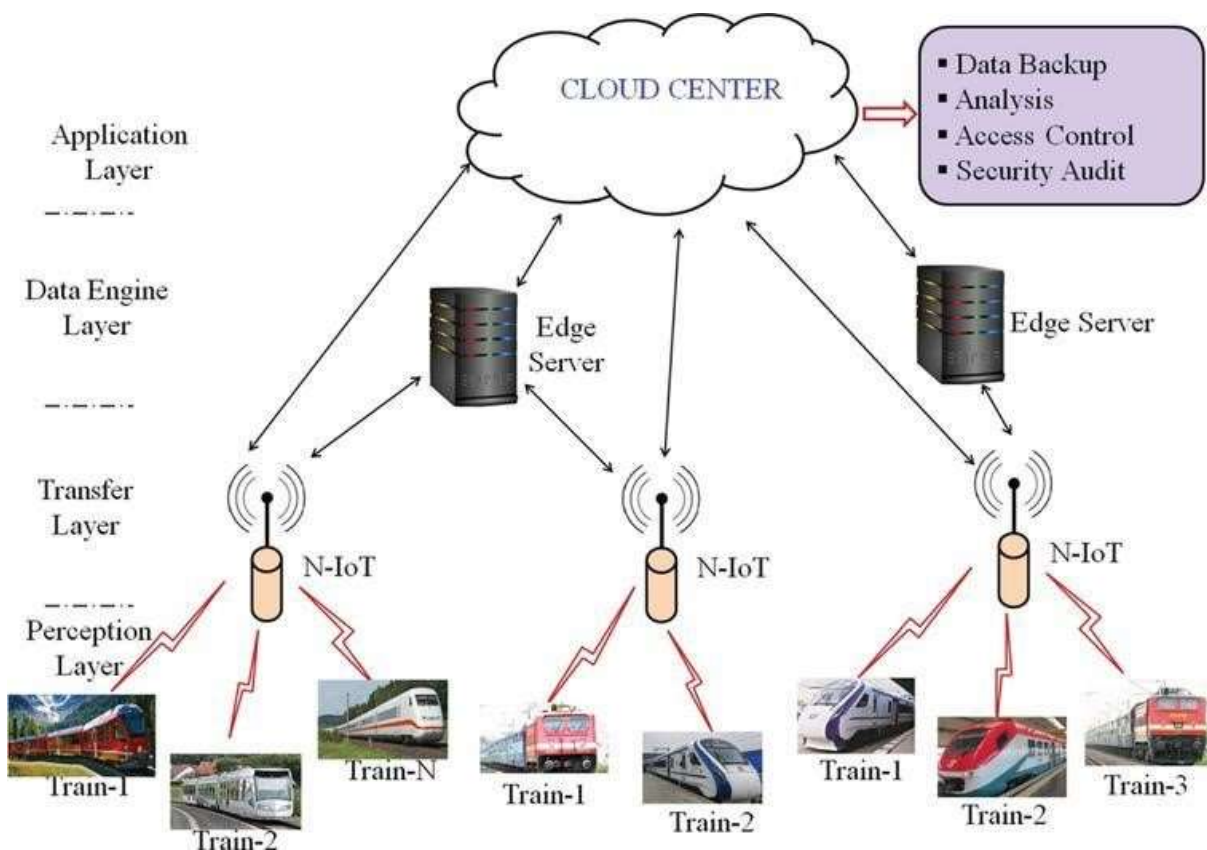 CLOUD CENTER
▪ Data Backup
▪ Analysis
▪ Access Control
▪ Security Audit
Application
Layer
Data Engine
Layer
Edge
Server
Edge Server
Transfer
Layer
N-IoT
N-IoT
N-IoT
Perception
Layer
Train-1
Train-2
Train-N
Train-1
Train-2
Train-1
Train-2
Train-3